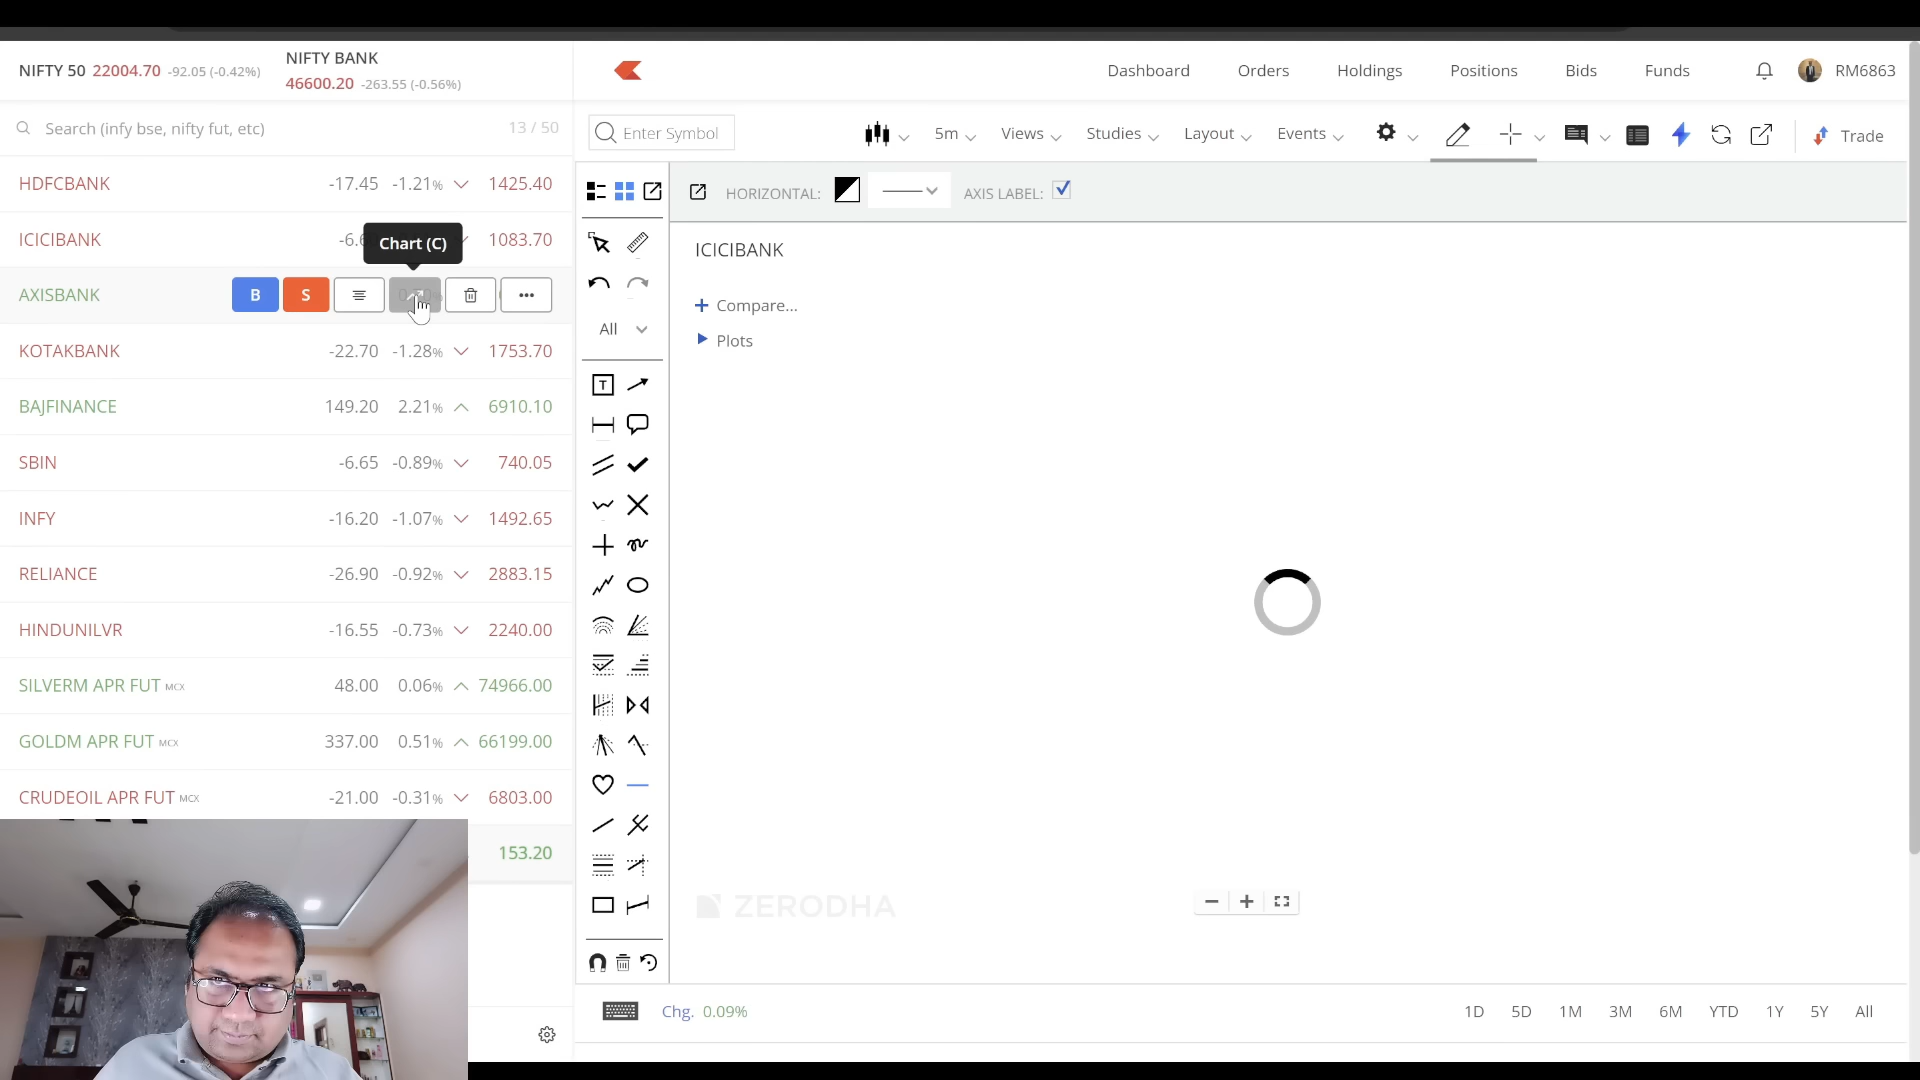 NIFTY 50 22004.70 -92.05 (-0.42%)
NIFTY BANK
46600.20 -263.55 (-0.56%)
Dashboard Orders Holdings Positions Bids Funds RM6863
Search (infy bse, nifty fut, etc) 13 / 50
Enter Symbol 5m Views Studies Layout Events Trade
HDFCBANK -17.45 -1.21% 1425.40
HORIZONTAL: AXIS LABEL:
ICICIBANK 1083.70
Chart (C)
ICICIBANK
AXISBANK B S
Compare...
All
Plots
KOTAKBANK -22.70 -1.28% 1753.70
T
BAJFINANCE 149.20 2.21% 6910.10
SBIN -6.65 -0.89% 740.05
INFY -16.20 -1.07% 1492.65
RELIANCE -26.90 -0.92% 2883.15
HINDUNILVR -16.55 -0.73% 2240.00
SILVERM APR FUT MCX 48.00 0.06% 74966.00
GOLDM APR FUT MCX 337.00 0.51% 66199.00
CRUDEOIL APR FUT MCX -21.00 -0.31% 6803.00
153.20
ZERODHA
Chg. 0.09% 1D 5D 1M 3M 6M YTD 1Y 5Y All